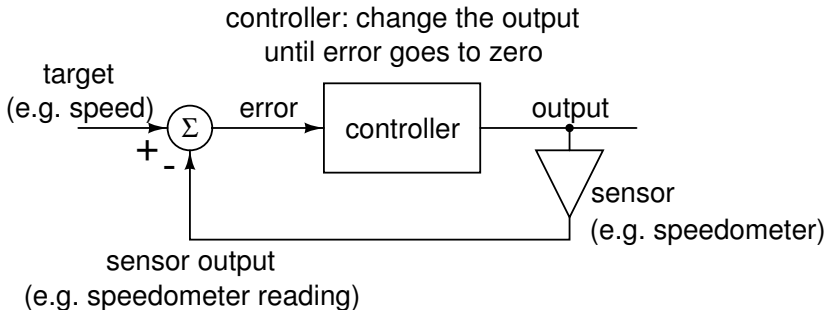 controller: change the output
until error goes to zero
target
(e.g. speed)
Σ
+
-
error
controller
output
sensor
(e.g. speedometer)
sensor output
(e.g. speedometer reading)